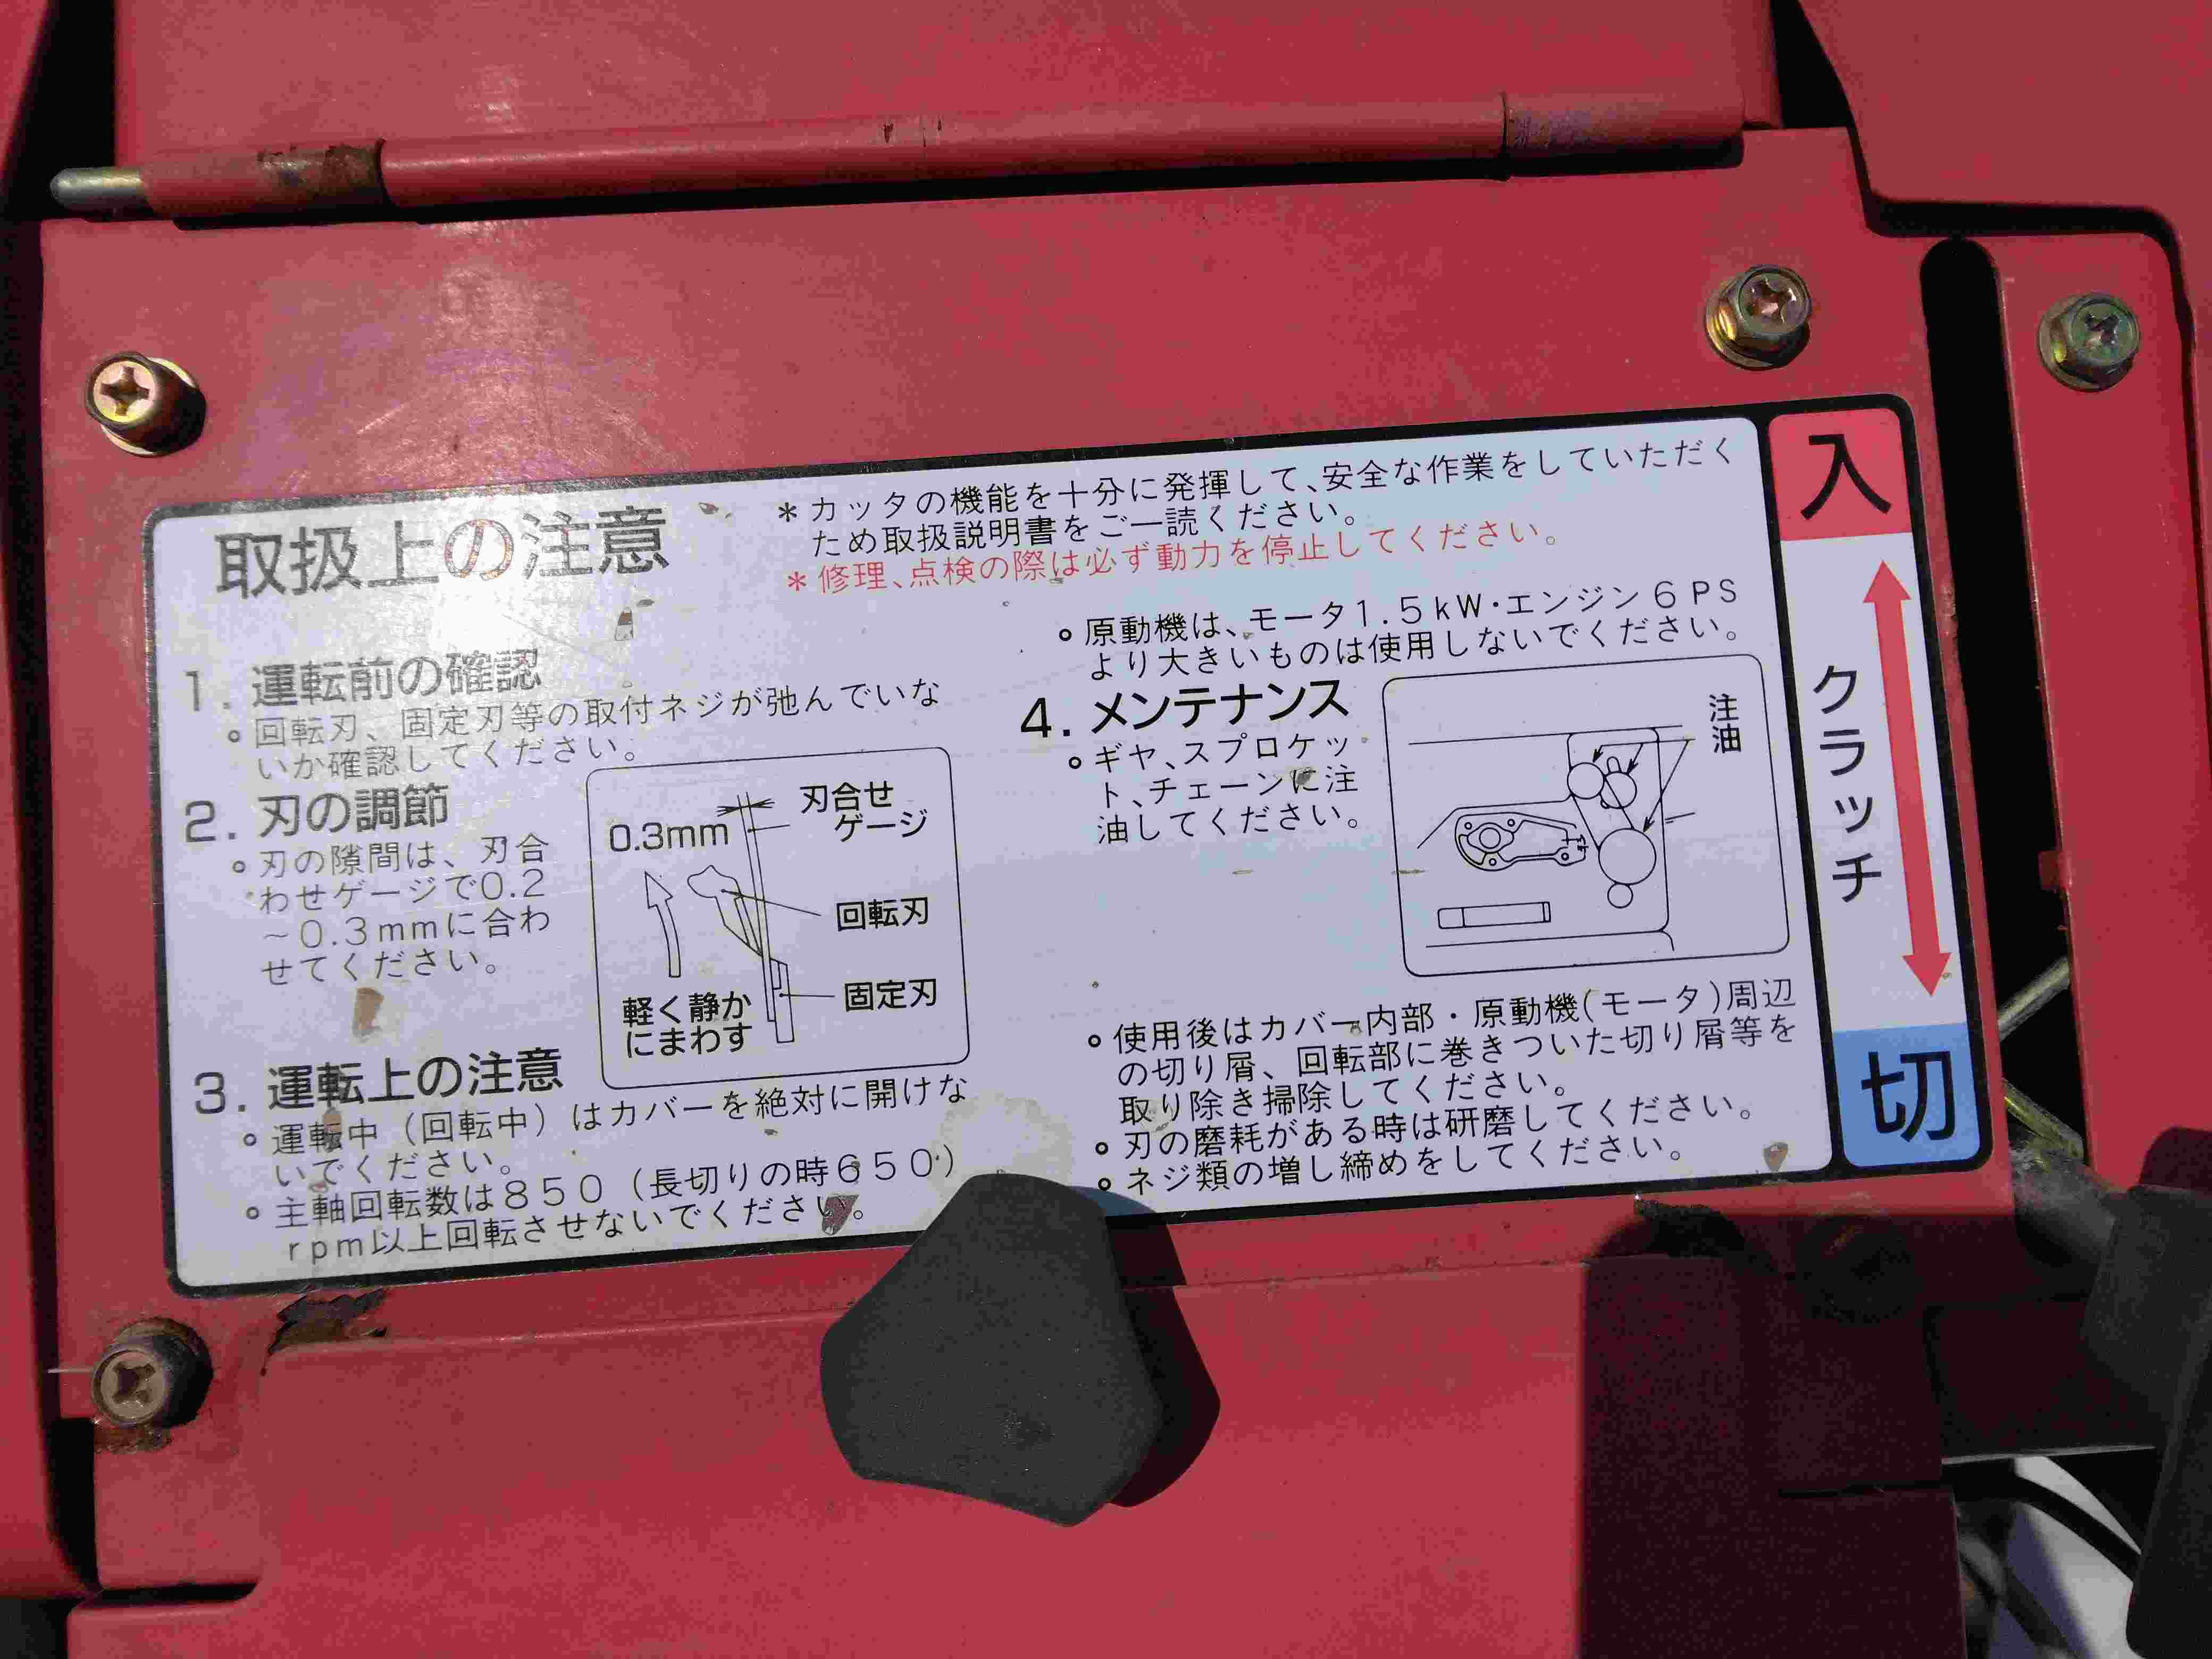 取扱上の注意
*カッタの機能を十分に発揮して、安全な作業をしていただく
ため取扱説明書をご一読ください。
*修理、点検の際は必ず動力を停止してください。
1. 運転前の確認
回転刃、固定刃等の取付ネジが弛んでいな
いか確認してください。
2. 刃の調節
刃の隙間は、刃合
わせゲージで0.2
~0.3mmに合わ
せてください。
0.3mm
刃合せ
ゲージ
回転刃
固定刃
軽く静か
にまわす
3. 運転上の注意
運転中(回転中)はカバーを絶対に開けな
いでください。
主軸回転数は850(長切りの時650)
rpm以上回転させないでください。
原動機は、モータ1.5kW・エンジン6PS
より大きいものは使用しないでください。
4. メンテナンス
ギヤ、スプロケッ
ト、チェーンに注
油してください。
注油
使用後はカバー内部・原動機(モータ)周辺
の切り屑、回転部に巻きついた切り屑等を
取り除き掃除してください。
刃の磨耗がある時は研磨してください。
ネジ類の増し締めをしてください。
入
クラッチ
切